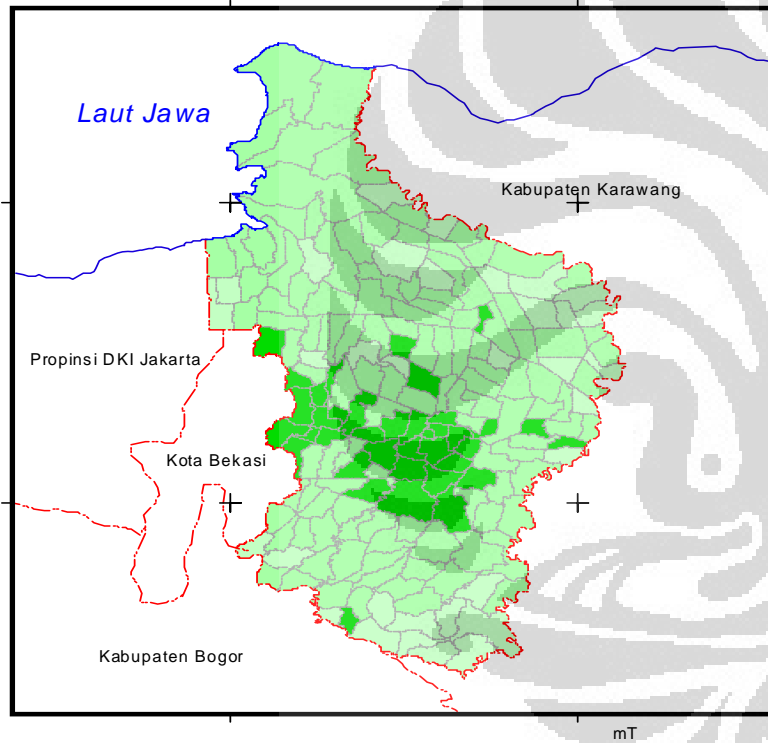 Laut Jawa
Kabupaten Karawang
Propinsi DKI Jakarta
Kota Bekasi
Kabupaten Bogor
mT